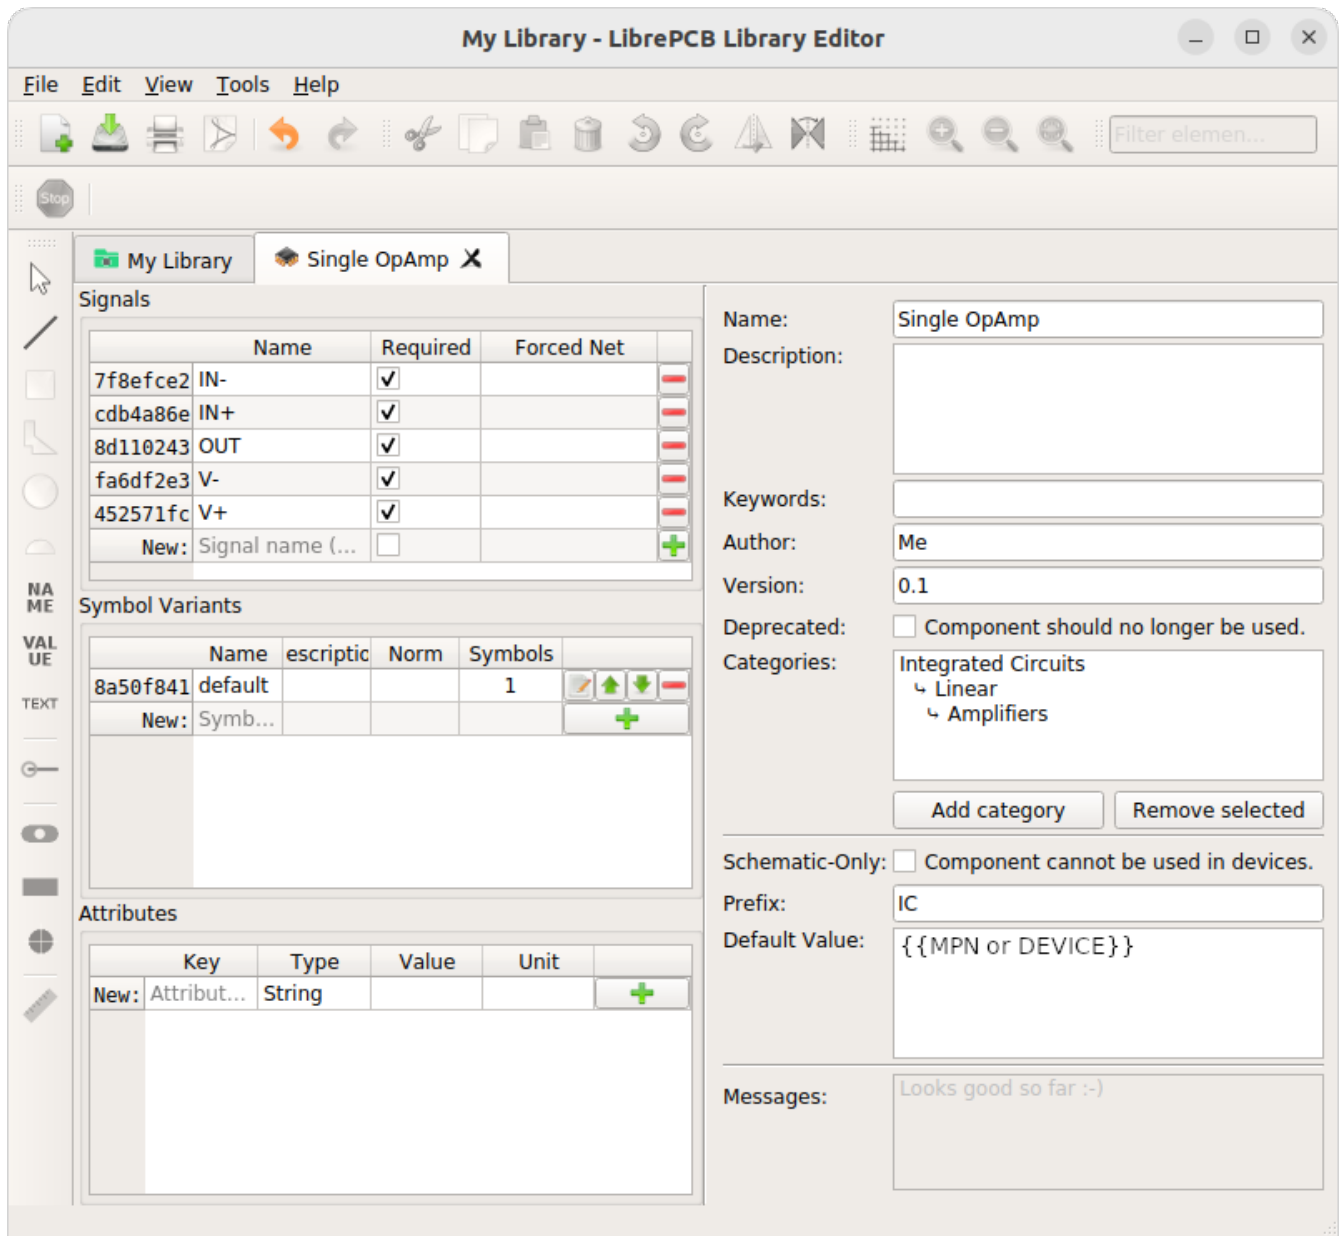 My Library - LibrePCB Library Editor
File Edit View Tools Help
Filter elemen...
Stop
My Library
Single OpAmp
Signals
Name Required Forced Net
7f8efce2 IN-
cdb4a86e IN+
8d110243 OUT
fa6df2e3 V-
452571fc V+
New: Signal name (...
Symbol Variants
Name escriptic Norm Symbols
8a50f841 default 1
New: Symb...
Attributes
Key Type Value Unit
New: Attribut... String
NA
ME
VAL
UE
TEXT
Name: Single OpAmp
Description:
Keywords:
Author: Me
Version: 0.1
Deprecated: Component should no longer be used.
Categories: Integrated Circuits
↳ Linear
↳ Amplifiers
Add category Remove selected
Schematic-Only: Component cannot be used in devices.
Prefix: IC
Default Value: {{MPN or DEVICE}}
Messages: Looks good so far :-)